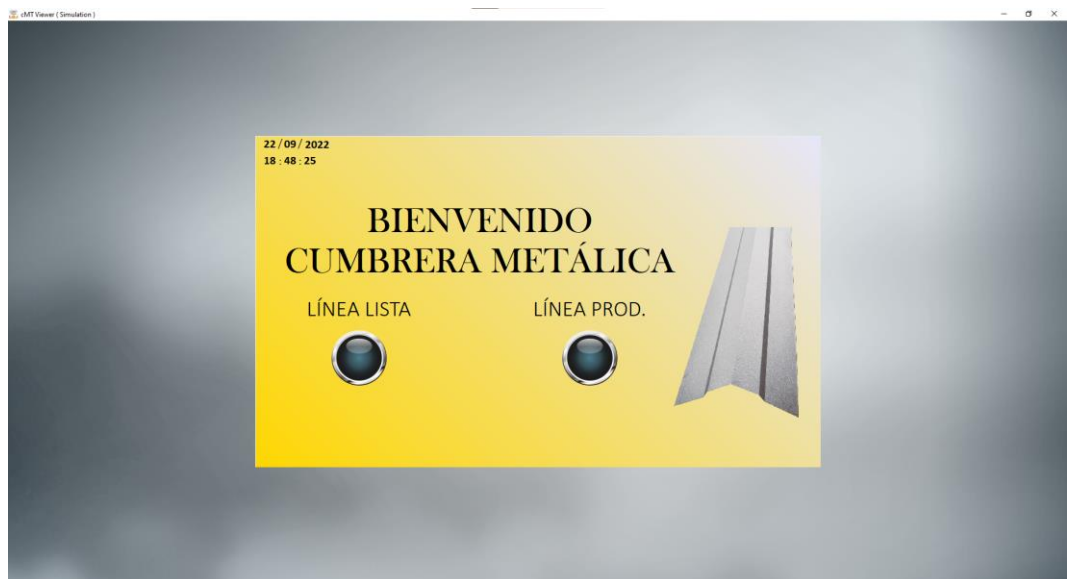 cMT Viewer ( Simulation )
22 / 09 / 2022
18 : 48 : 25
BIENVENIDO
CUMBRERA METÁLICA
LÍNEA LISTA
LÍNEA PROD.